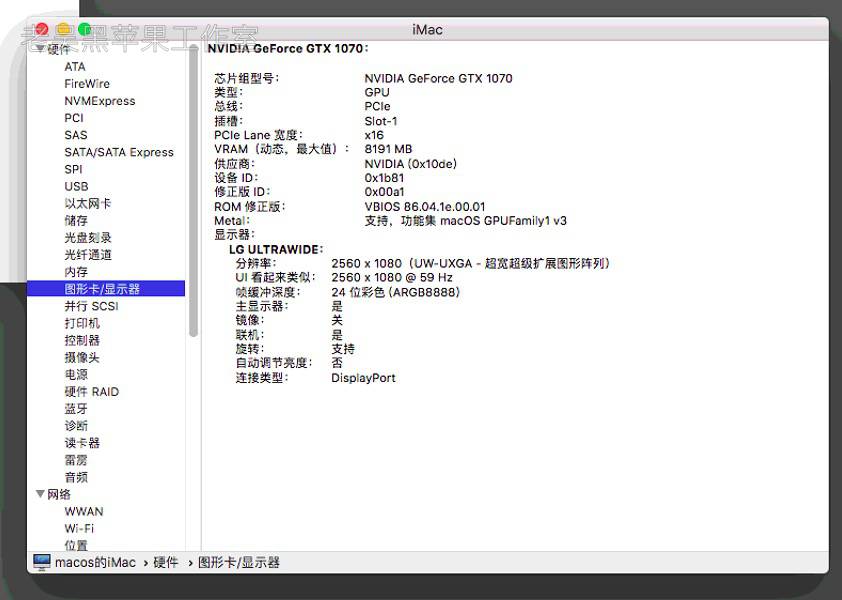 iMac
老吴黑苹果工作室
硬件
ATA
FireWire
NVMExpress
PCI
SAS
SATA/SATA Express
SPI
USB
以太网卡
储存
光盘刻录
光纤通道
内存
图形卡/显示器
并行 SCSI
打印机
控制器
摄像头
电源
硬件 RAID
蓝牙
诊断
读卡器
雷雳
音频
网络
WWAN
Wi-Fi
位置
NVIDIA GeForce GTX 1070：
芯片组型号： NVIDIA GeForce GTX 1070
类型： GPU
总线： PCIe
插槽： Slot-1
PCIe Lane 宽度： x16
VRAM（动态，最大值）： 8191 MB
供应商： NVIDIA (0x10de)
设备 ID： 0x1b81
修正版 ID： 0x00a1
ROM 修正版： VBIOS 86.04.1e.00.01
Metal： 支持，功能集 macOS GPUFamily1 v3
显示器：
LG ULTRAWIDE：
分辨率： 2560 x 1080（UW-UXGA - 超宽超级扩展图形阵列）
UI 看起来类似： 2560 x 1080 @ 59 Hz
帧缓冲深度： 24 位彩色 (ARGB8888)
主显示器： 是
镜像： 关
联机： 是
旋转： 支持
自动调节亮度： 否
连接类型： DisplayPort
macos的iMac › 硬件 › 图形卡/显示器